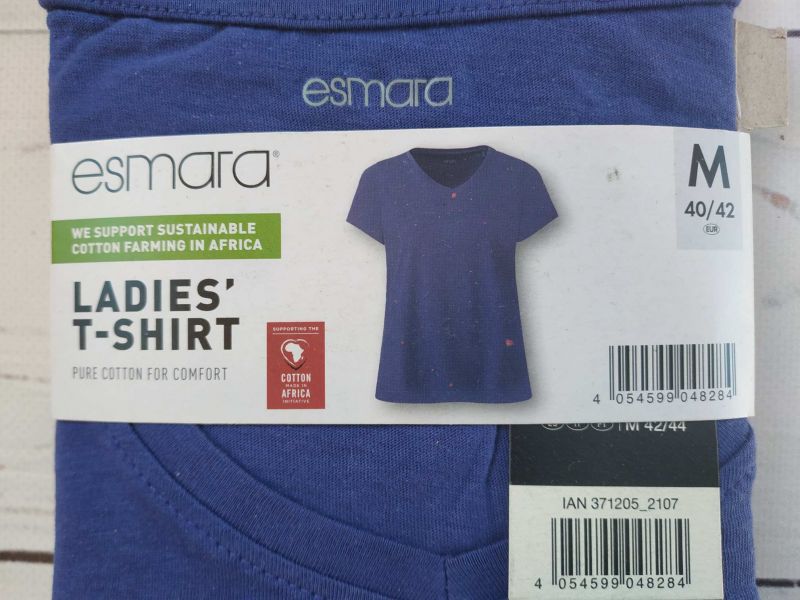 esmara
esmara®
WE SUPPORT SUSTAINABLE
COTTON FARMING IN AFRICA
LADIES'
T-SHIRT
PURE COTTON FOR COMFORT
SUPPORTING THE
COTTON
MADE IN
AFRICA
INITIATIVE
M
40/42
EUR
4 054599 048284
M 42/44
IAN 371205_2107
4 054599 048284